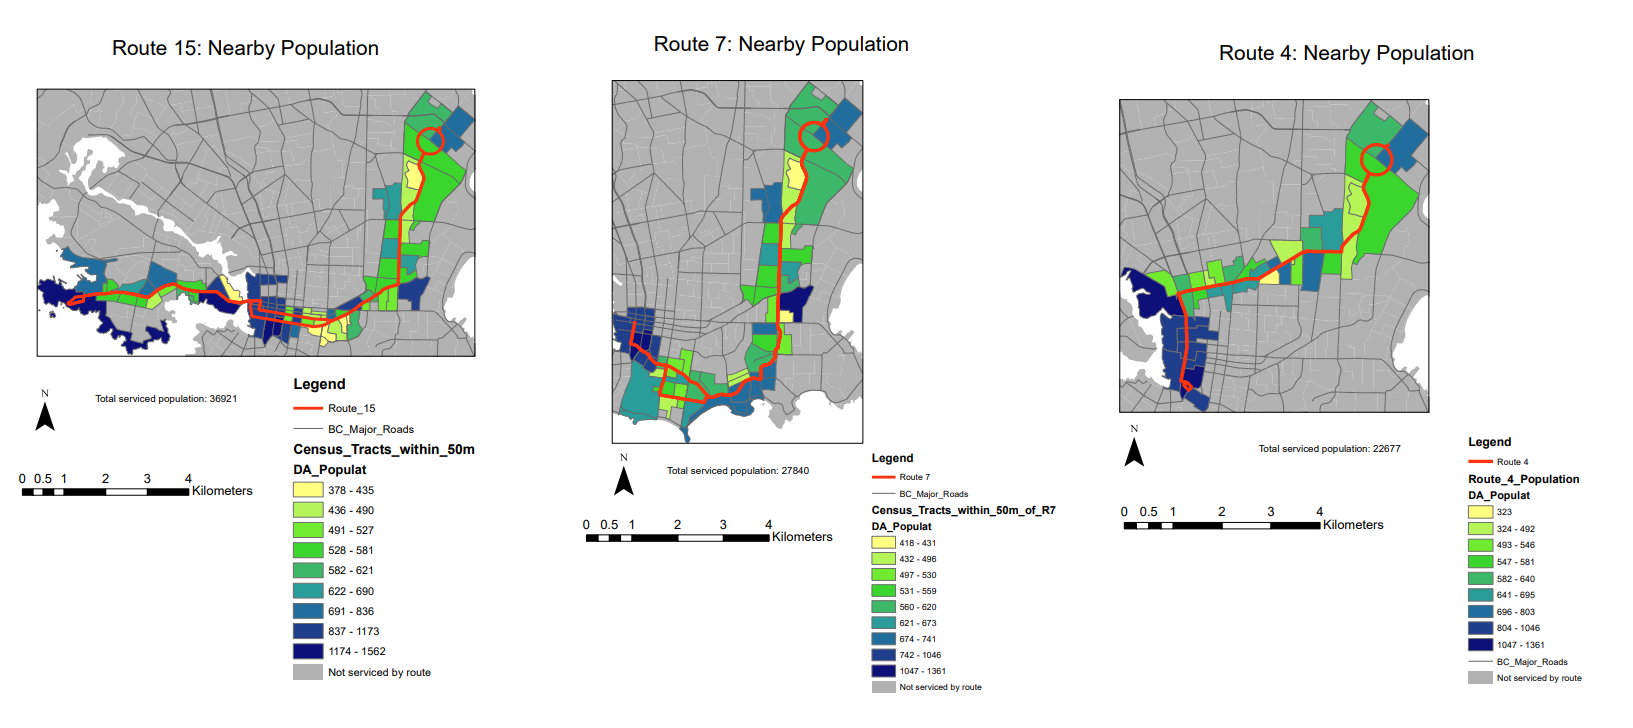 Route 15: Nearby Population
N
Total serviced population: 36921
0 0.5 1 2 3 4
Kilometers
Legend
Route_15
BC_Major_Roads
Census_Tracts_within_50m
DA_Populat
378 - 435
436 - 490
491 - 527
528 - 581
582 - 621
622 - 690
691 - 836
837 - 1173
1174 - 1562
Not serviced by route
Route 7: Nearby Population
N
Total serviced population: 27840
0 0.5 1 2 3 4
Kilometers
Legend
Route 7
BC_Major_Roads
Census_Tracts_within_50m_of_R7
DA_Populat
418 - 431
432 - 496
497 - 530
531 - 559
560 - 620
621 - 673
674 - 741
742 - 1046
1047 - 1361
Not serviced by route
Route 4: Nearby Population
N
Total serviced population: 22677
0 0.5 1 2 3 4
Kilometers
Legend
Route 4
Route_4_Population
DA_Populat
323
324 - 492
493 - 546
547 - 581
582 - 640
641 - 695
696 - 803
804 - 1046
1047 - 1361
BC_Major_Roads
Not serviced by route